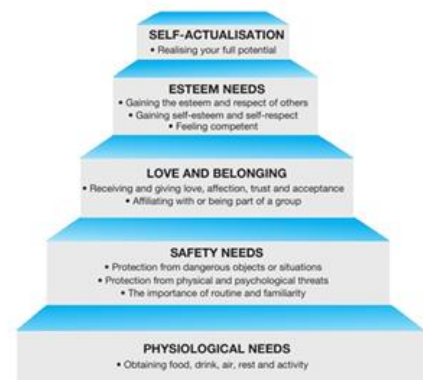 SELF-ACTUALISATION
• Realising your full potential
ESTEEM NEEDS
• Gaining the esteem and respect of others
• Gaining self-esteem and self-respect
• Feeling competent
LOVE AND BELONGING
• Receiving and giving love, affection, trust and acceptance
• Affiliating with or being part of a group
SAFETY NEEDS
• Protection from dangerous objects or situations
• Protection from physical and psychological threats
• The importance of routine and familiarity
PHYSIOLOGICAL NEEDS
• Obtaining food, drink, air, rest and activity